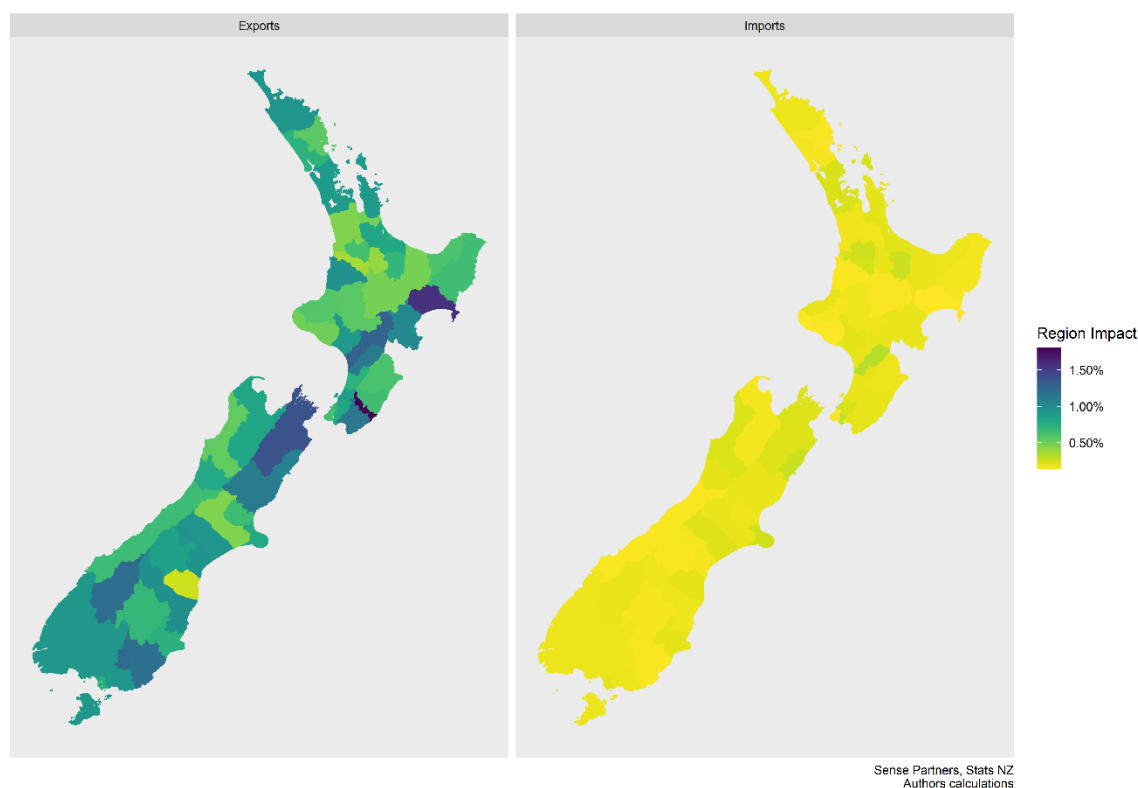 Exports
Imports
Region Impact
1.50%
1.00%
0.50%
Sense Partners, Stats NZ
Authors calculations